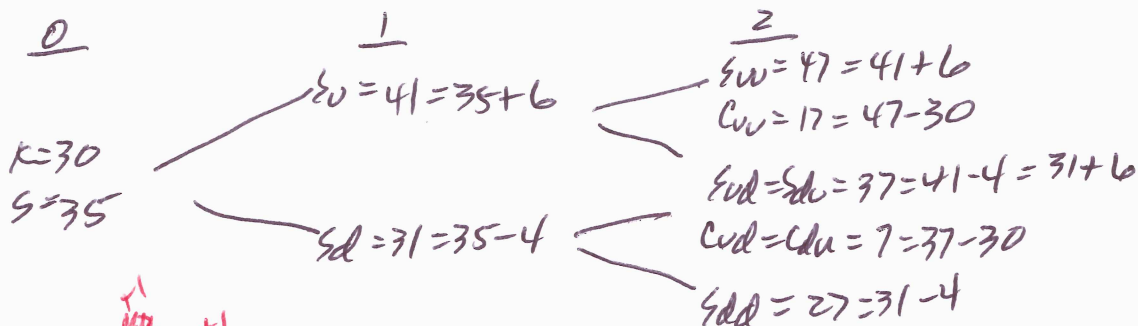 0 1 2
Suu = 47 = 41+6
Su = 41 = 35+6
Cuu = 17 = 47-30
K=30
Sud = Sdu = 37 = 41-4 = 31+6
S=35
Sd = 31 = 35-4
Cud = Cdu = 7 = 37-30
Sdd = 27 = 31-4